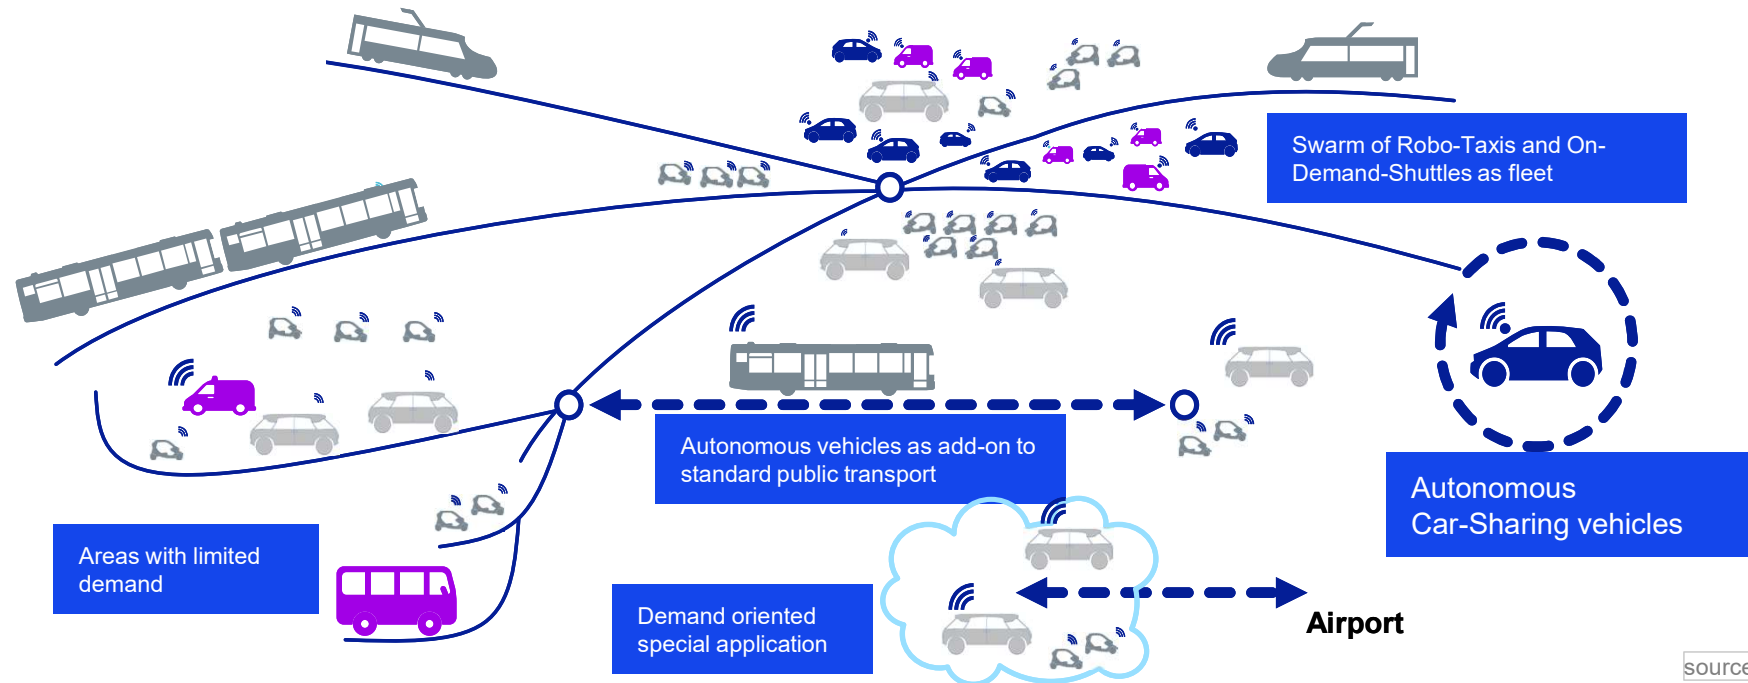 Swarm of Robo-Taxis and On-
Demand-Shuttles as fleet
Autonomous vehicles as add-on to
standard public transport
Autonomous
Car-Sharing vehicles
Areas with limited
demand
Demand oriented
special application
Airport
source